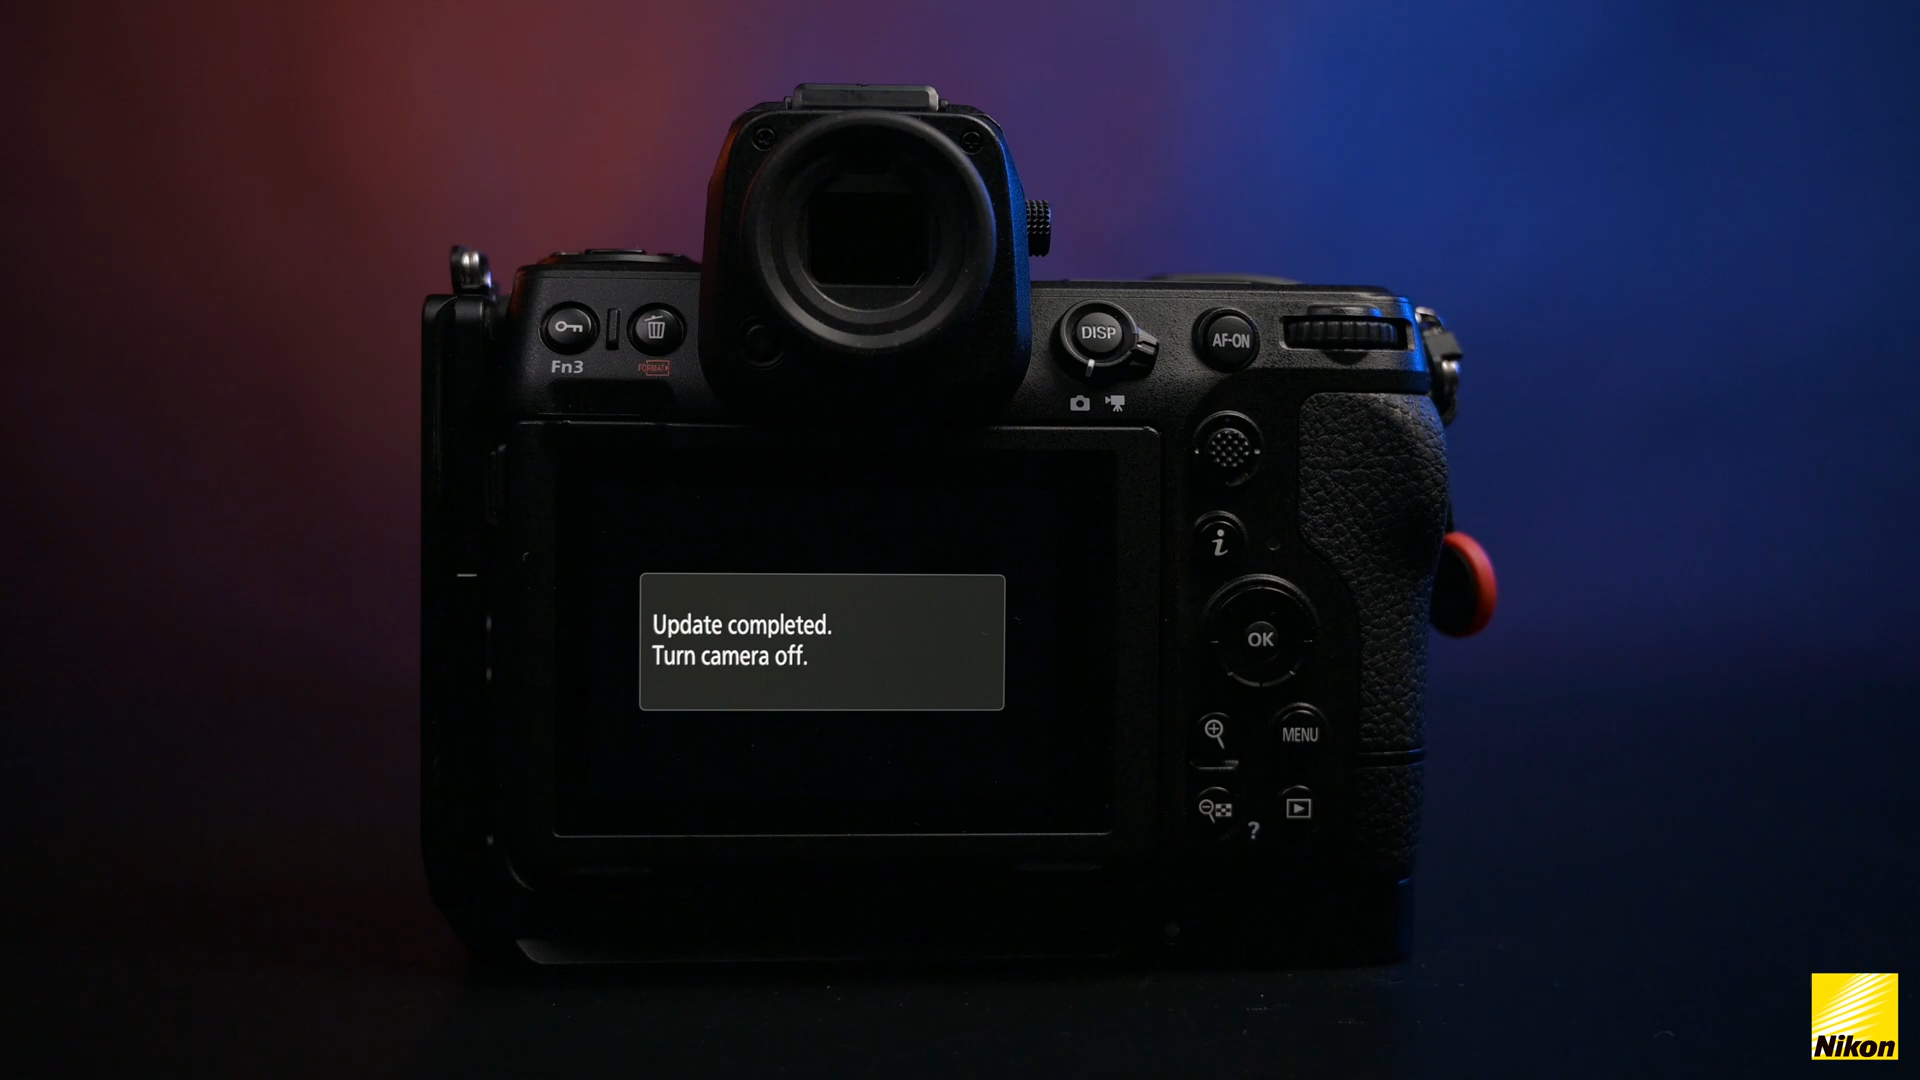 DISP
AF-ON
Fn3
FORMAT
i
Update completed.
Turn camera off.
OK
MENU
?
Nikon